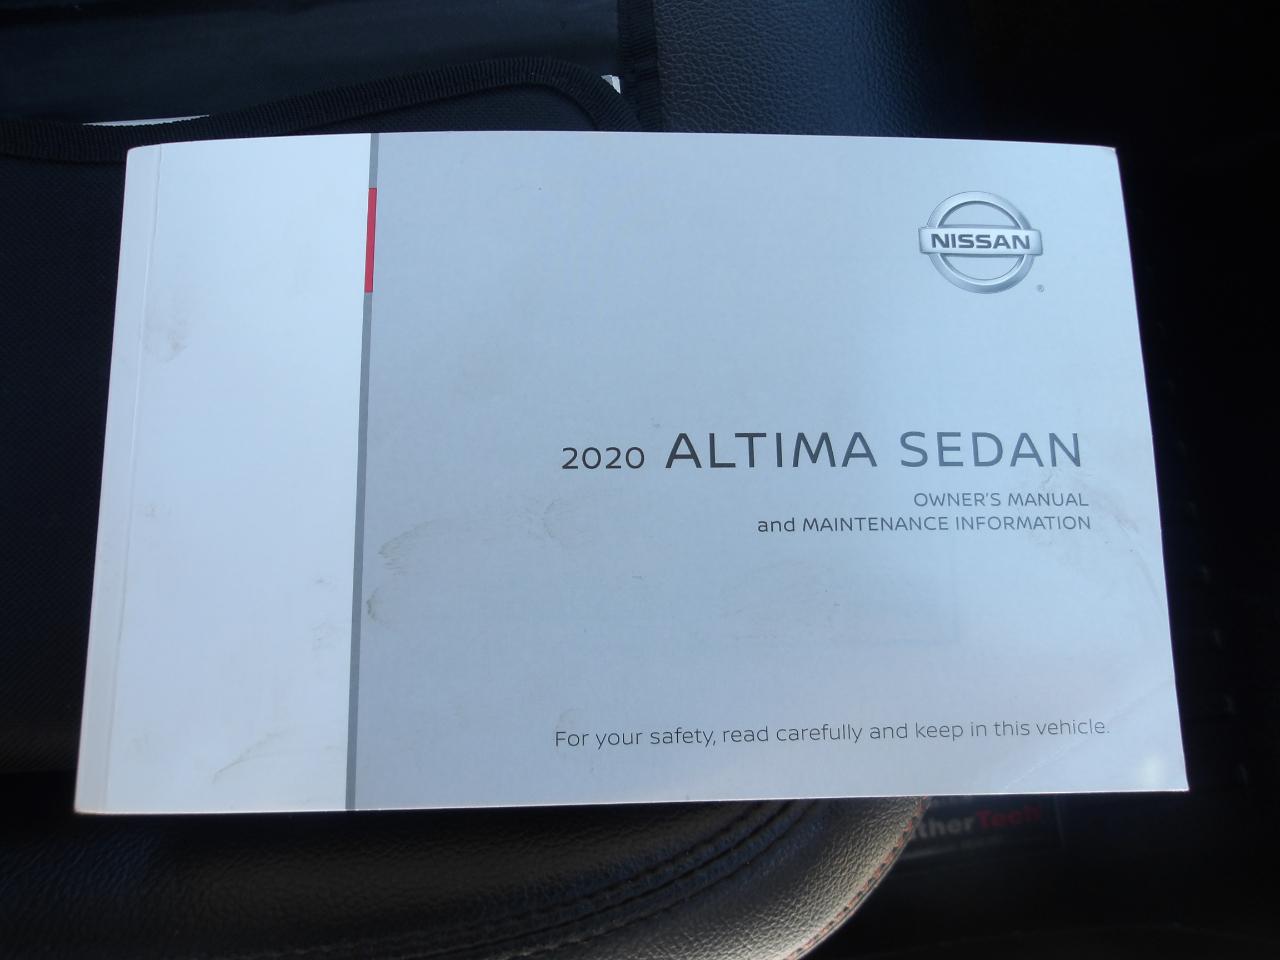 NISSAN
®
2020 ALTIMA SEDAN
OWNER'S MANUAL
and MAINTENANCE INFORMATION
For your safety, read carefully and keep in this vehicle.
therTech